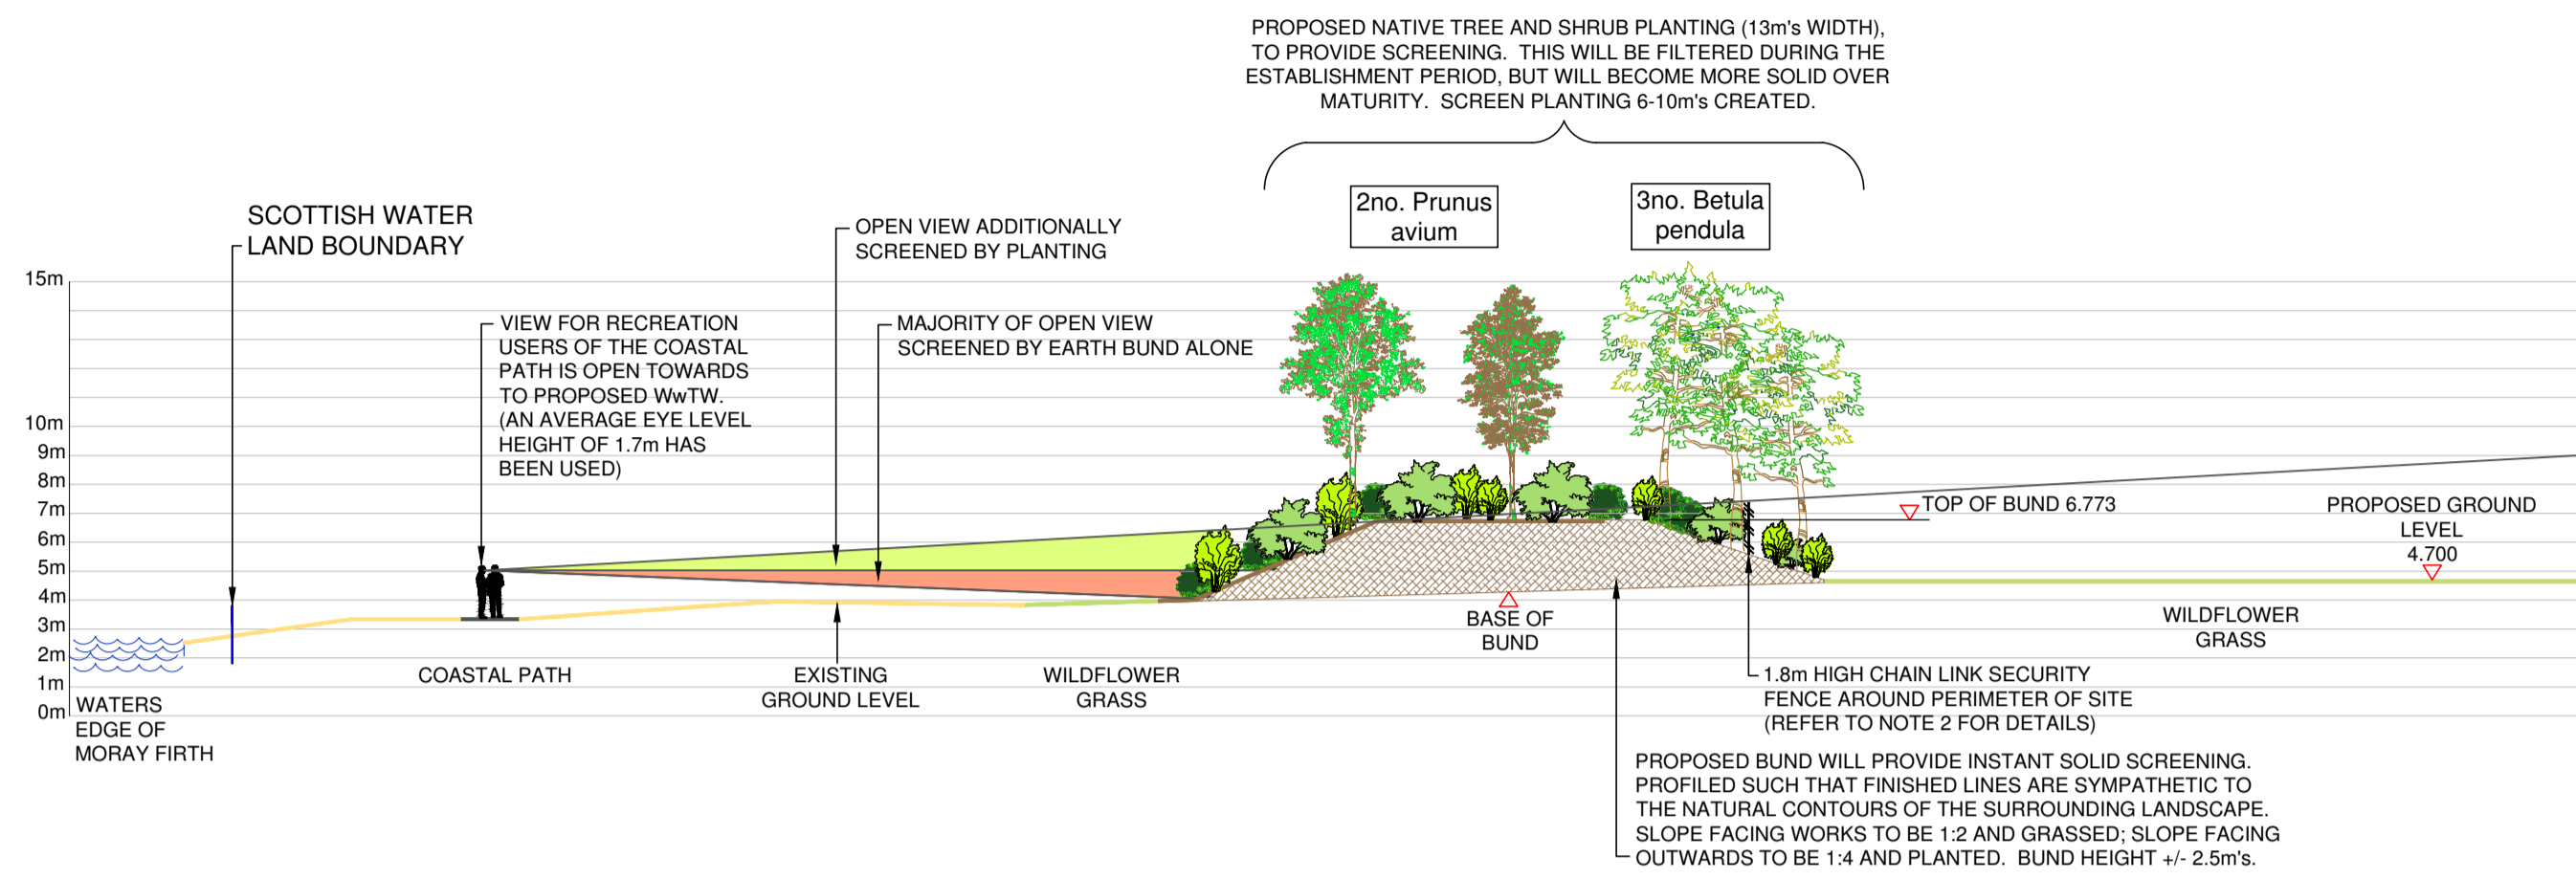 PROPOSED NATIVE TREE AND SHRUB PLANTING (13m's WIDTH),
TO PROVIDE SCREENING. THIS WILL BE FILTERED DURING THE
ESTABLISHMENT PERIOD, BUT WILL BECOME MORE SOLID OVER
MATURITY. SCREEN PLANTING 6-10m's CREATED.
2no. Prunus
avium
3no. Betula
pendula
SCOTTISH WATER
LAND BOUNDARY
OPEN VIEW ADDITIONALLY
SCREENED BY PLANTING
VIEW FOR RECREATION
USERS OF THE COASTAL
PATH IS OPEN TOWARDS
TO PROPOSED WwTW.
(AN AVERAGE EYE LEVEL
HEIGHT OF 1.7m HAS
BEEN USED)
MAJORITY OF OPEN VIEW
SCREENED BY EARTH BUND ALONE
15m
10m
9m
8m
7m
6m
5m
4m
3m
2m
1m
0m
TOP OF BUND 6.773
PROPOSED GROUND
LEVEL
4.700
WATERS
EDGE OF
MORAY FIRTH
COASTAL PATH
EXISTING
GROUND LEVEL
WILDFLOWER
GRASS
BASE OF
BUND
WILDFLOWER
GRASS
1.8m HIGH CHAIN LINK SECURITY
FENCE AROUND PERIMETER OF SITE
(REFER TO NOTE 2 FOR DETAILS)
PROPOSED BUND WILL PROVIDE INSTANT SOLID SCREENING.
PROFILED SUCH THAT FINISHED LINES ARE SYMPATHETIC TO
THE NATURAL CONTOURS OF THE SURROUNDING LANDSCAPE.
SLOPE FACING WORKS TO BE 1:2 AND GRASSED; SLOPE FACING
OUTWARDS TO BE 1:4 AND PLANTED. BUND HEIGHT +/- 2.5m's.